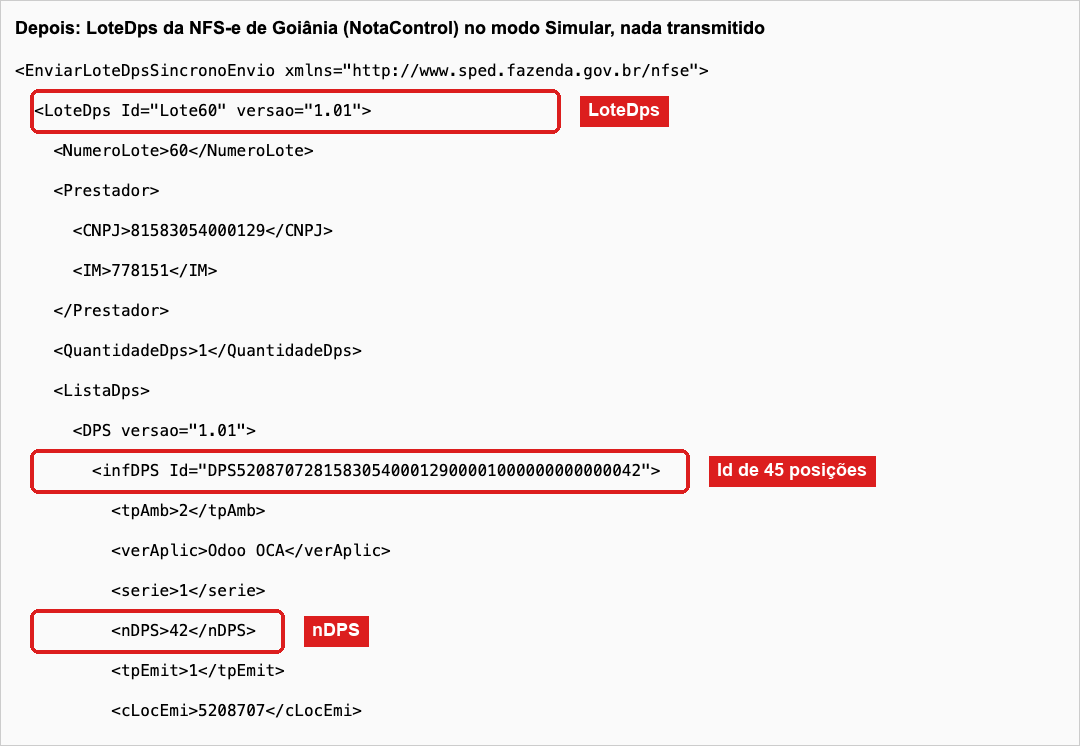 Depois: LoteDps da NFS-e de Goiânia (NotaControl) no modo Simular, nada transmitido
<EnviarLoteDpsSincronoEnvio xmlns="http://www.sped.fazenda.gov.br/nfse">
<LoteDps Id="Lote60" versao="1.01"> LoteDps
<NumeroLote>60</NumeroLote>
<Prestador>
<CNPJ>81583054000129</CNPJ>
<IM>778151</IM>
</Prestador>
<QuantidadeDps>1</QuantidadeDps>
<ListaDps>
<DPS versao="1.01">
<infDPS Id="DPS520870728158305400012900001000000000000042"> Id de 45 posições
<tpAmb>2</tpAmb>
<verAplic>Odoo OCA</verAplic>
<serie>1</serie>
<nDPS>42</nDPS> nDPS
<tpEmit>1</tpEmit>
<cLocEmi>5208707</cLocEmi>